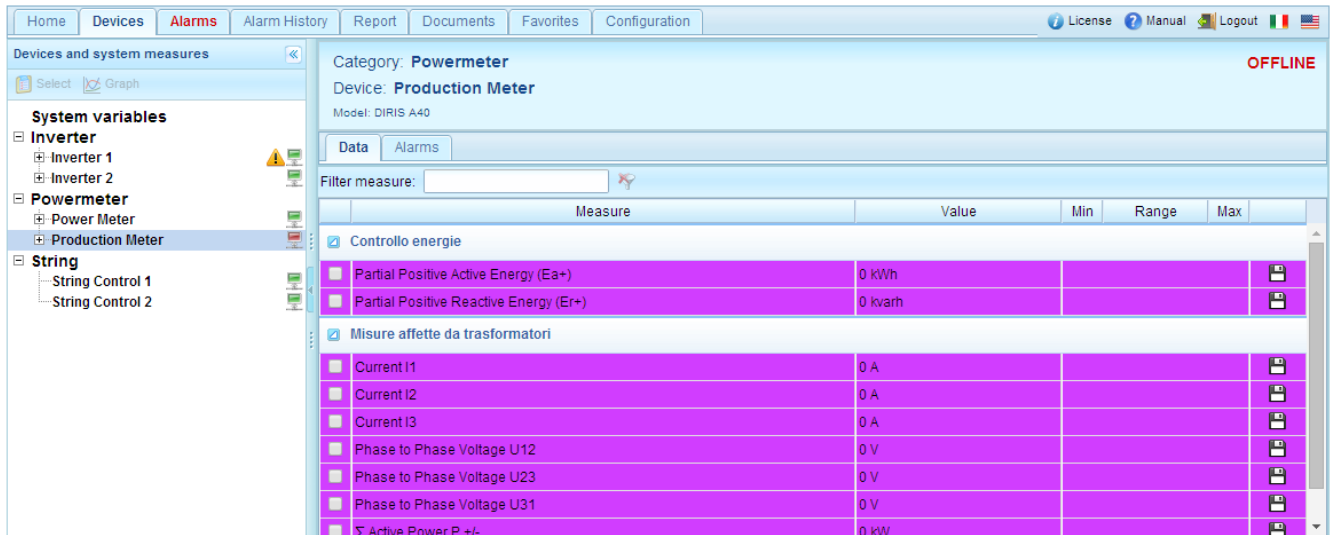 Home Devices Alarms Alarm History Report Documents Favorites Configuration License Manual Logout
Devices and system measures
Select Graph
System variables
Inverter
Inverter 1
Inverter 2
Powermeter
Power Meter
Production Meter
String
String Control 1
String Control 2
Category: Powermeter
OFFLINE
Device: Production Meter
Model: DIRIS A40
Data Alarms
Filter measure:
Measure Value Min Range Max
Controllo energie
Partial Positive Active Energy (Ea+) 0 kWh
Partial Positive Reactive Energy (Er+) 0 kvarh
Misure affette da trasformatori
Current I1 0 A
Current I2 0 A
Current I3 0 A
Phase to Phase Voltage U12 0 V
Phase to Phase Voltage U23 0 V
Phase to Phase Voltage U31 0 V
Σ Active Power P +/- 0 kW